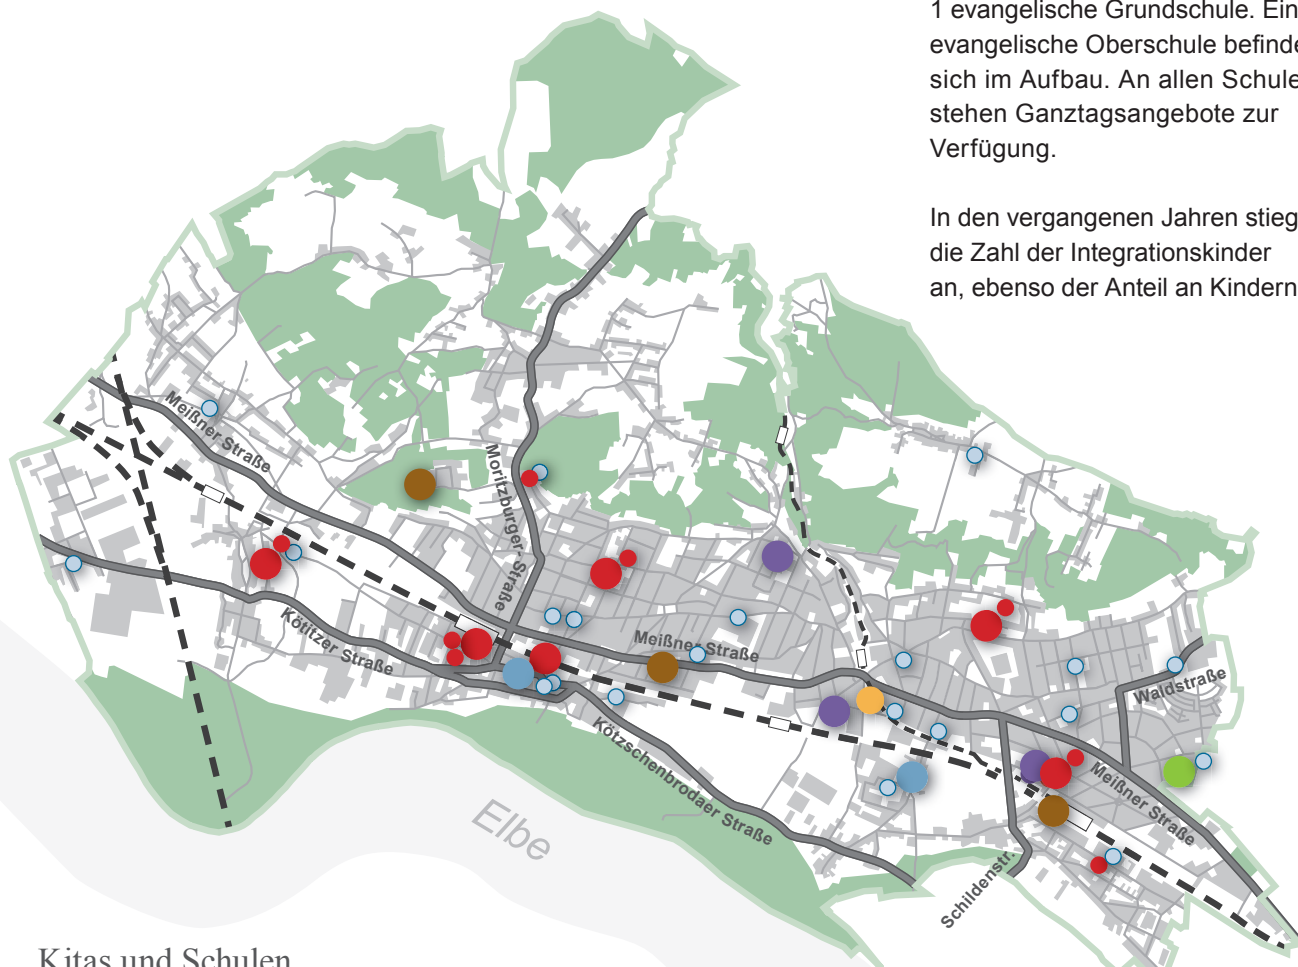 1 evangelische Grundschule. Ein
evangelische Oberschule befinde
sich im Aufbau. An allen Schule
stehen Ganztagsangebote zur
Verfügung.
In den vergangenen Jahren stieg
die Zahl der Integrationskinder
an, ebenso der Anteil an Kindern
Meißner Straße
Moritzburger-Straße
Kötitzer Straße
Meißner Straße
Waldstraße
Kötzschenbrodaer Straße
Meißner Straße
Schildenstr.
Elbe
Kitas und Schulen